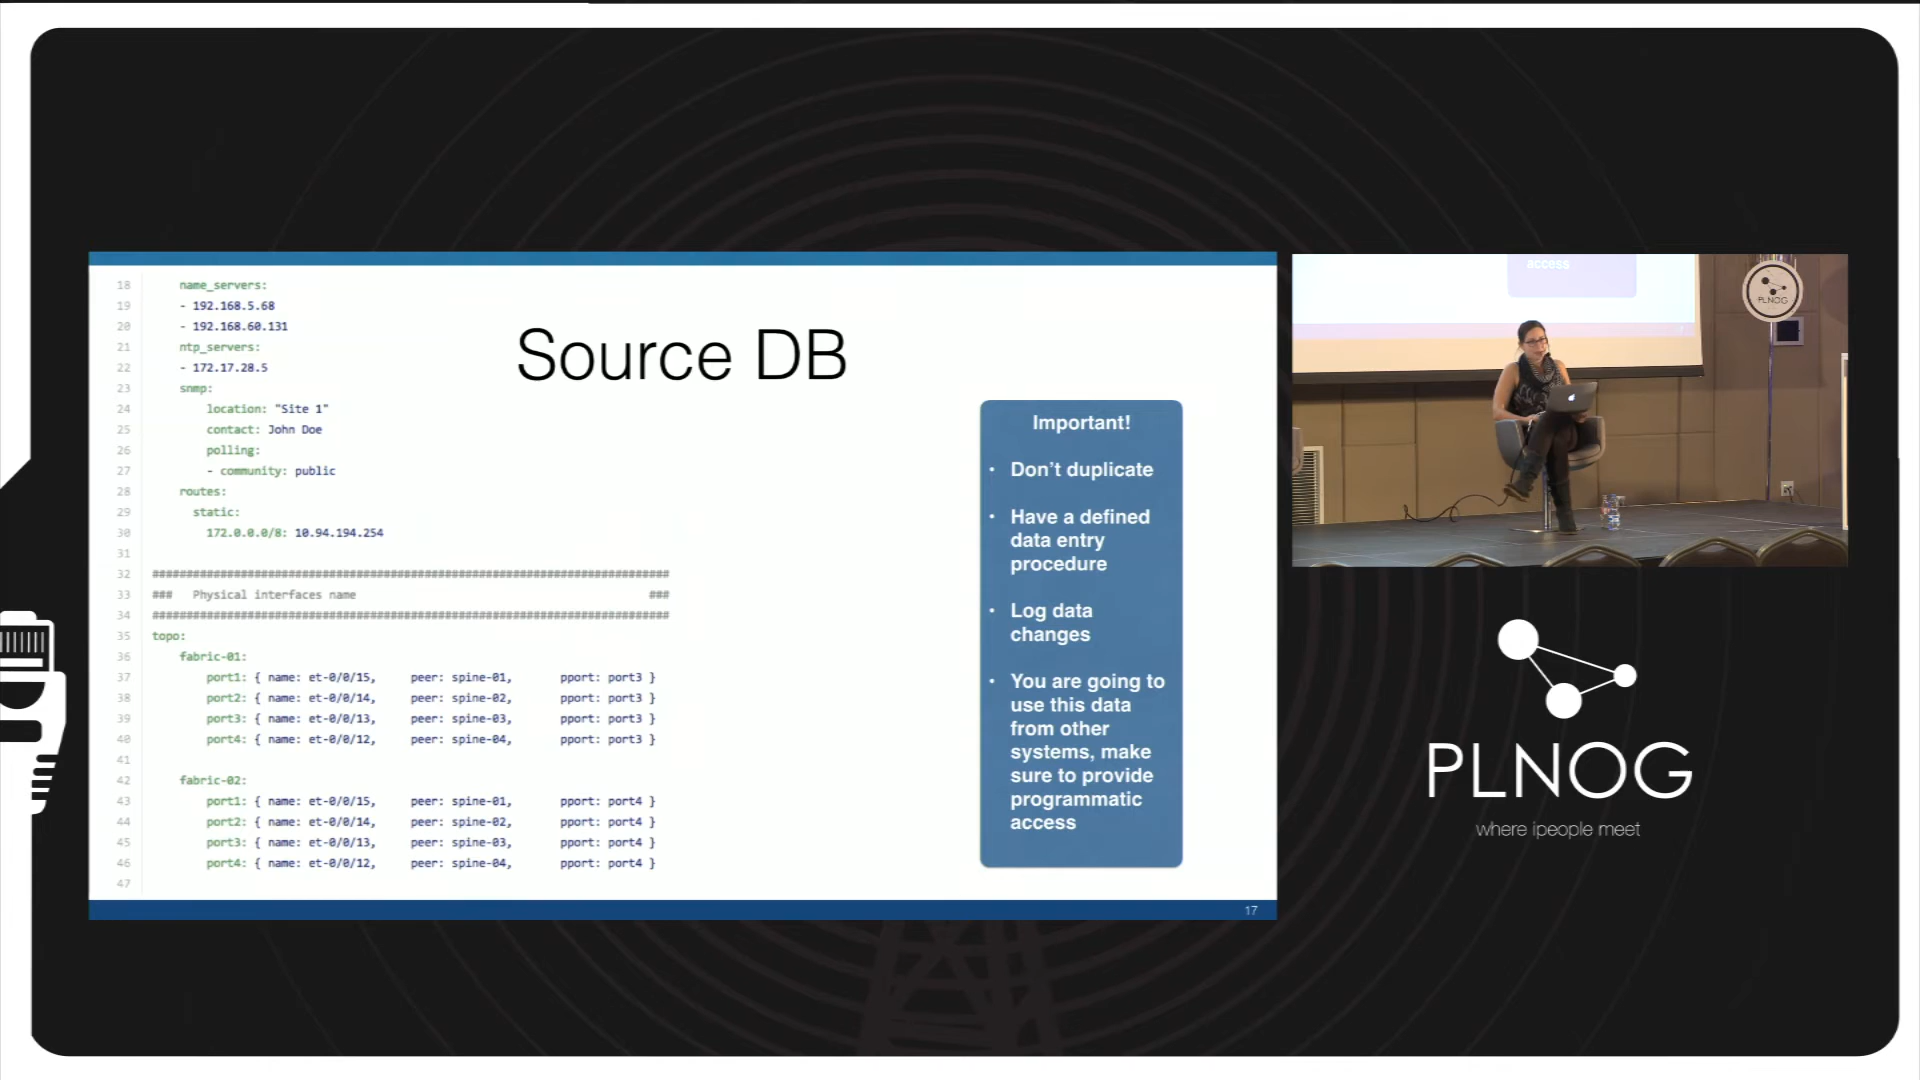 18 name_servers:
19 - 192.168.5.68
20 - 192.168.60.131
21 ntp_servers:
22 - 172.17.28.5
23 snmp:
24 location: "Site 1"
25 contact: John Doe
26 polling:
27 - community: public
28 routes:
29 static:
30 172.0.0.0/8: 10.94.194.254
31
32 ############################################################################
33 ### Physical interfaces name ###
34 ############################################################################
35 topo:
36 fabric-01:
37 port1: { name: et-0/0/15, peer: spine-01, pport: port3 }
38 port2: { name: et-0/0/14, peer: spine-02, pport: port3 }
39 port3: { name: et-0/0/13, peer: spine-03, pport: port3 }
40 port4: { name: et-0/0/12, peer: spine-04, pport: port3 }
41
42 fabric-02:
43 port1: { name: et-0/0/15, peer: spine-01, pport: port4 }
44 port2: { name: et-0/0/14, peer: spine-02, pport: port4 }
45 port3: { name: et-0/0/13, peer: spine-03, pport: port4 }
46 port4: { name: et-0/0/12, peer: spine-04, pport: port4 }
47
Source DB
Important!
• Don't duplicate
• Have a defined
data entry
procedure
• Log data
changes
• You are going to
use this data
from other
systems, make
sure to provide
programmatic
access
17
access
PLNOG
PLNOG
where ipeople meet